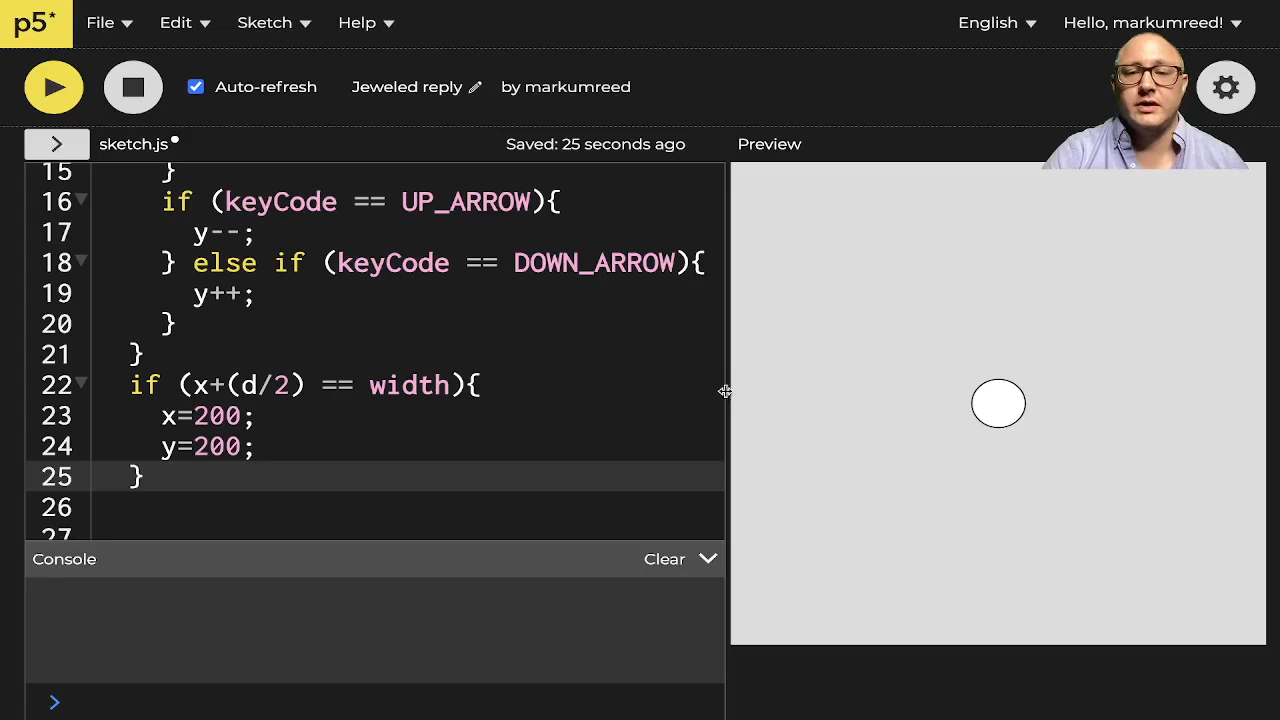 p5*
File Edit Sketch Help English Hello, markumreed!
Auto-refresh Jeweled reply by markumreed
> sketch.js Saved: 25 seconds ago Preview
15 }
16 if (keyCode == UP_ARROW){
17 y--;
18 } else if (keyCode == DOWN_ARROW){
19 y++;
20 }
21 }
22 if (x+(d/2) == width){
23 x=200;
24 y=200;
25 }
26
27
Console Clear
>